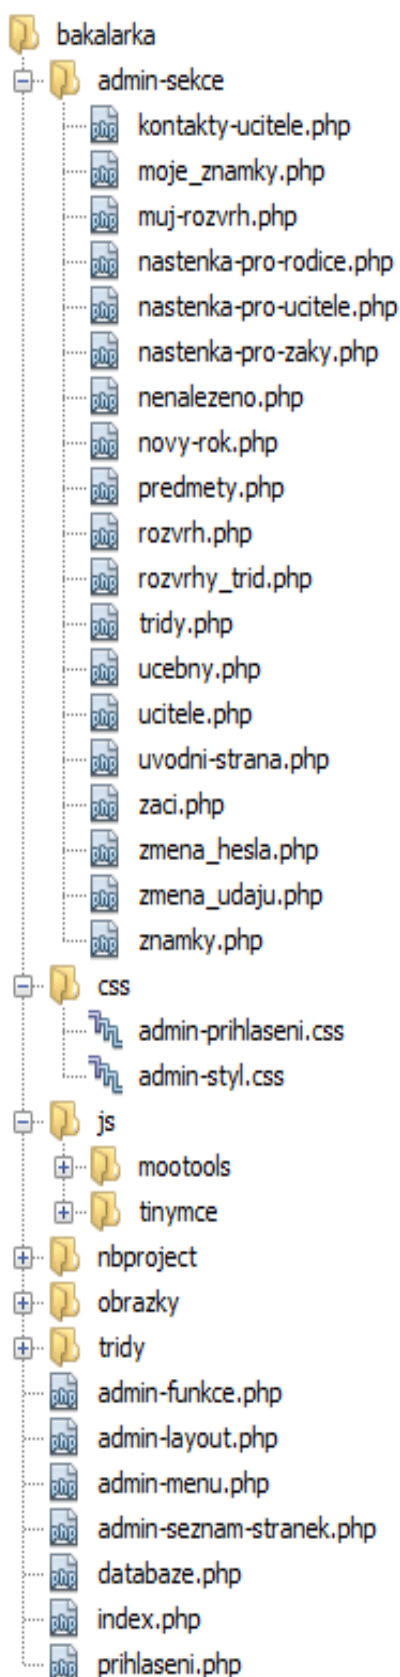 bakalarka
admin-sekce
kontakty-ucitele.php
moje_znamky.php
muj-rozvrh.php
nastenka-pro-rodice.php
nastenka-pro-ucitele.php
nastenka-pro-zaky.php
nenalezeno.php
novy-rok.php
predmety.php
rozvrh.php
rozvrhy_trid.php
tridy.php
ucebny.php
ucitele.php
uvodni-strana.php
zaci.php
zmena_hesla.php
zmena_udaju.php
znamky.php
css
admin-prihlaseni.css
admin-styl.css
js
mootools
tinymce
nbproject
obrazky
tridy
admin-funkce.php
admin-layout.php
admin-menu.php
admin-seznam-stranek.php
databaze.php
index.php
prihlaseni.php